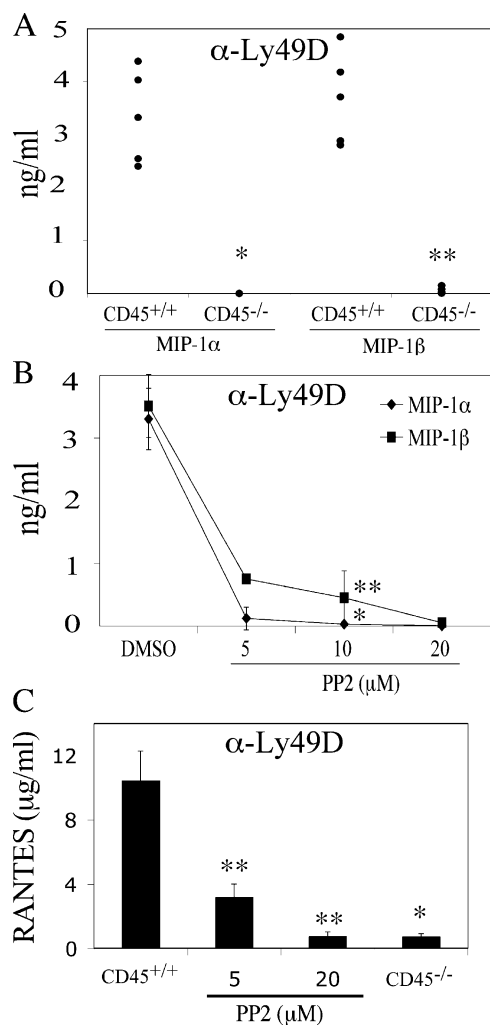 A
α-Ly49D
5
4
3
2
1
0
ng/ml
*
**
CD45+/+ CD45-/- CD45+/+ CD45-/-
MIP-1α MIP-1β
B
α-Ly49D
4
3
2
1
0
ng/ml
MIP-1α
MIP-1β
**
*
DMSO 5 10 20
PP2 (µM)
C
α-Ly49D
12
8
4
0
RANTES (µg/ml)
**
**
*
CD45+/+ 5 20 CD45-/-
PP2 (µM)